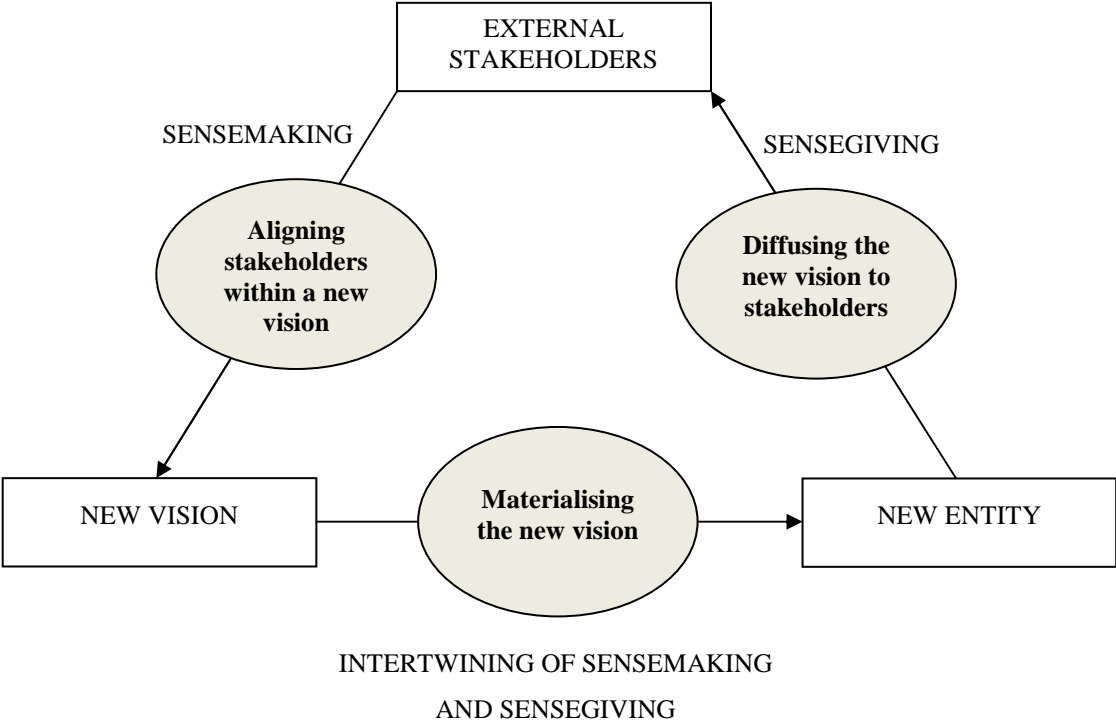 EXTERNAL
STAKEHOLDERS
SENSEMAKING
SENSEGIVING
Aligning
stakeholders
within a new
vision
Diffusing the
new vision to
stakeholders
NEW VISION
Materialising
the new vision
NEW ENTITY
INTERTWINING OF SENSEMAKING
AND SENSEGIVING